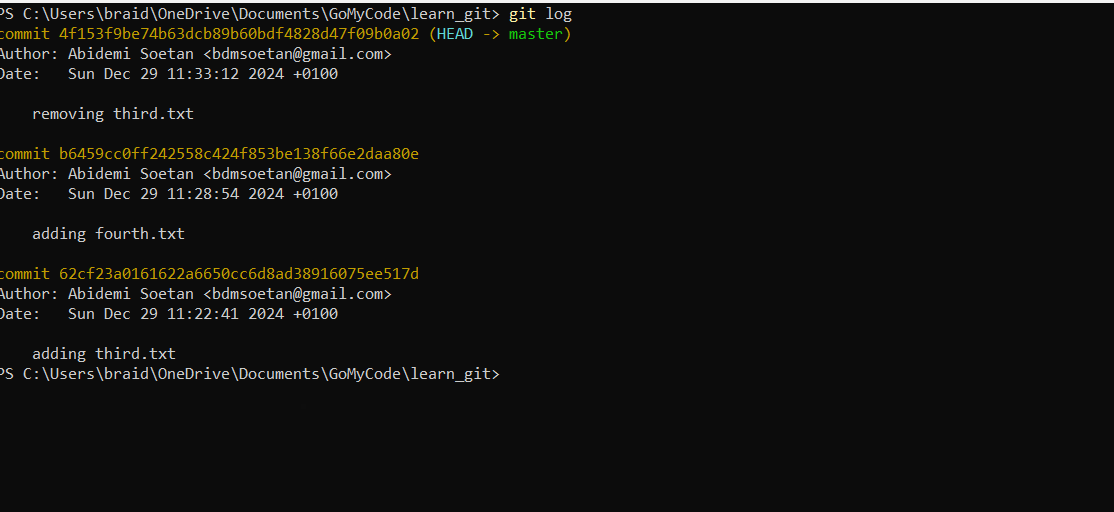 PS C:\Users\braid\OneDrive\Documents\GoMyCode\learn_git> git log
commit 4f153f9be74b63dcb89b60bdf4828d47f09b0a02 (HEAD -> master)
Author: Abidemi Soetan <bdmsoetan@gmail.com>
Date:   Sun Dec 29 11:33:12 2024 +0100
    removing third.txt
commit b6459cc0ff242558c424f853be138f66e2daa80e
Author: Abidemi Soetan <bdmsoetan@gmail.com>
Date:   Sun Dec 29 11:28:54 2024 +0100
    adding fourth.txt
commit 62cf23a0161622a6650cc6d8ad38916075ee517d
Author: Abidemi Soetan <bdmsoetan@gmail.com>
Date:   Sun Dec 29 11:22:41 2024 +0100
    adding third.txt
PS C:\Users\braid\OneDrive\Documents\GoMyCode\learn_git>